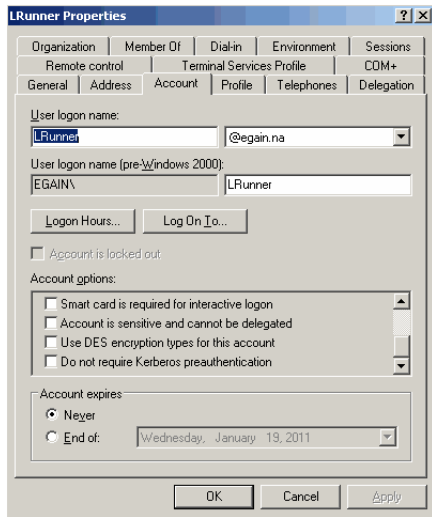 LRunner Properties
Organization Member Of Dial-in Environment Sessions
Remote control Terminal Services Profile COM+
General Address Account Profile Telephones Delegation
User logon name:
LRunner @egain.na
User logon name (pre-Windows 2000):
EGAIN\ LRunner
Logon Hours... Log On To...
Account is locked out
Account options:
Smart card is required for interactive logon
Account is sensitive and cannot be delegated
Use DES encryption types for this account
Do not require Kerberos preauthentication
Account expires
Never
End of: Wednesday, January 19, 2011
OK Cancel Apply